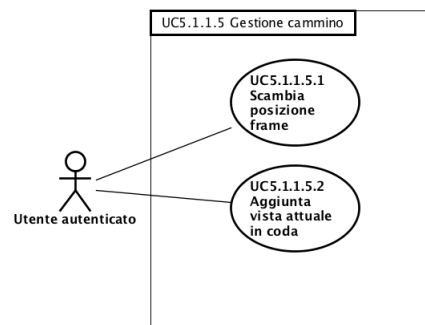 UC5.1.1.5 Gestione cammino
UC5.1.1.5.1
Scambia
posizione
frame
UC5.1.1.5.2
Aggiunta
vista attuale
in coda
Utente autenticato